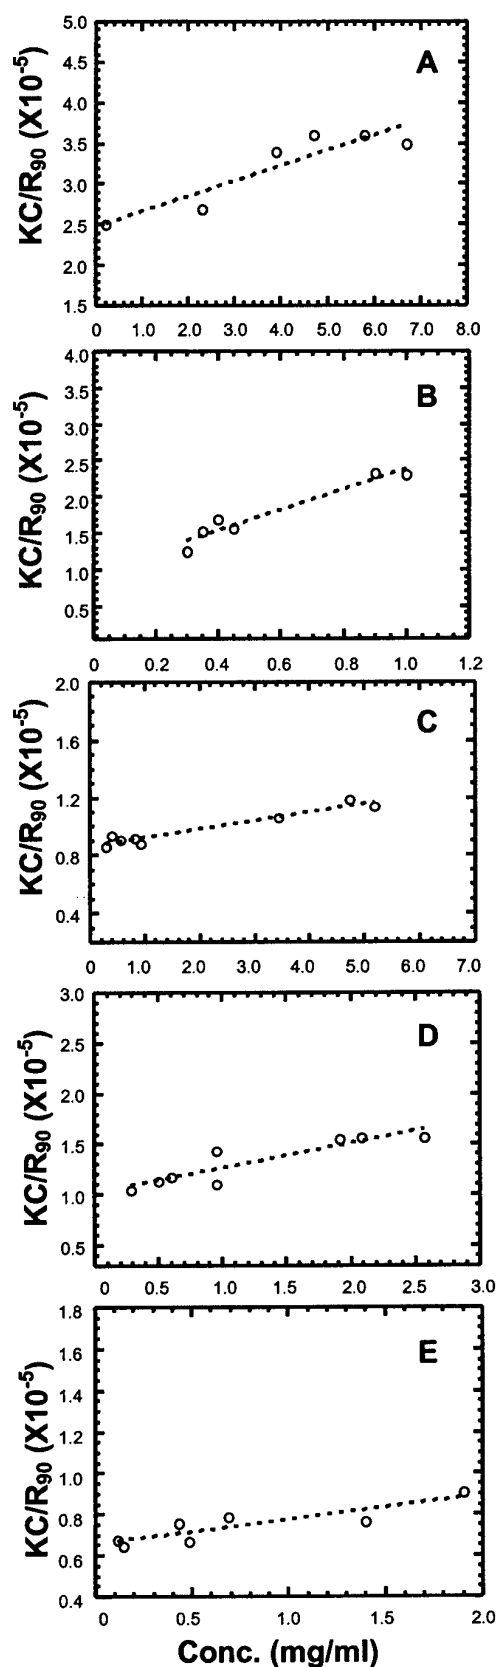 5.0
4.5
4.0
3.5
3.0
2.5
2.0
1.5
KC/R90 (X10-5)
A
0 1.0 2.0 3.0 4.0 5.0 6.0 7.0 8.0
4.0
3.5
3.0
2.5
2.0
1.5
1.0
0.5
KC/R90 (X10-5)
B
0 0.2 0.4 0.6 0.8 1.0 1.2
2.0
1.6
1.2
0.8
0.4
KC/R90 (X10-5)
C
0 1.0 2.0 3.0 4.0 5.0 6.0 7.0
3.0
2.5
2.0
1.5
1.0
0.5
KC/R90 (X10-5)
D
0 0.5 1.0 1.5 2.0 2.5 3.0
1.8
1.6
1.4
1.2
1.0
0.8
0.6
0.4
KC/R90 (X10-5)
E
0 0.5 1.0 1.5 2.0
Conc. (mg/ml)